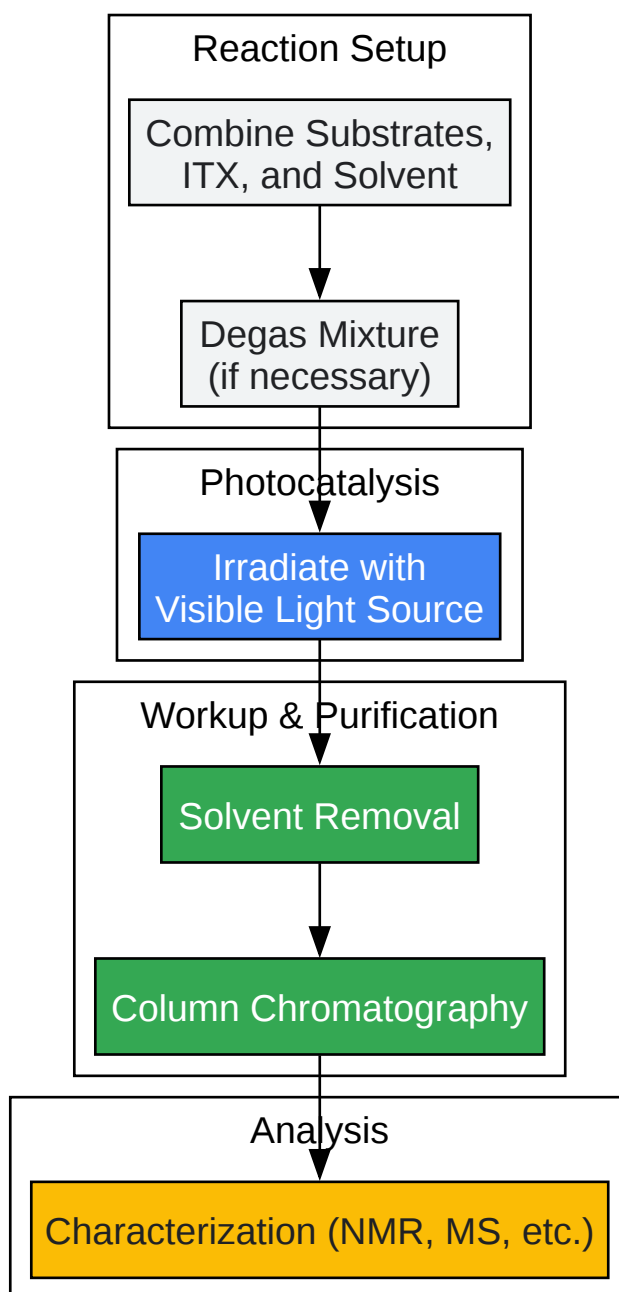 Reaction Setup
Combine Substrates,
ITX, and Solvent
Degas Mixture
(if necessary)
Photocatalysis
Irradiate with
Visible Light Source
Workup & Purification
Solvent Removal
Column Chromatography
Analysis
Characterization (NMR, MS, etc.)